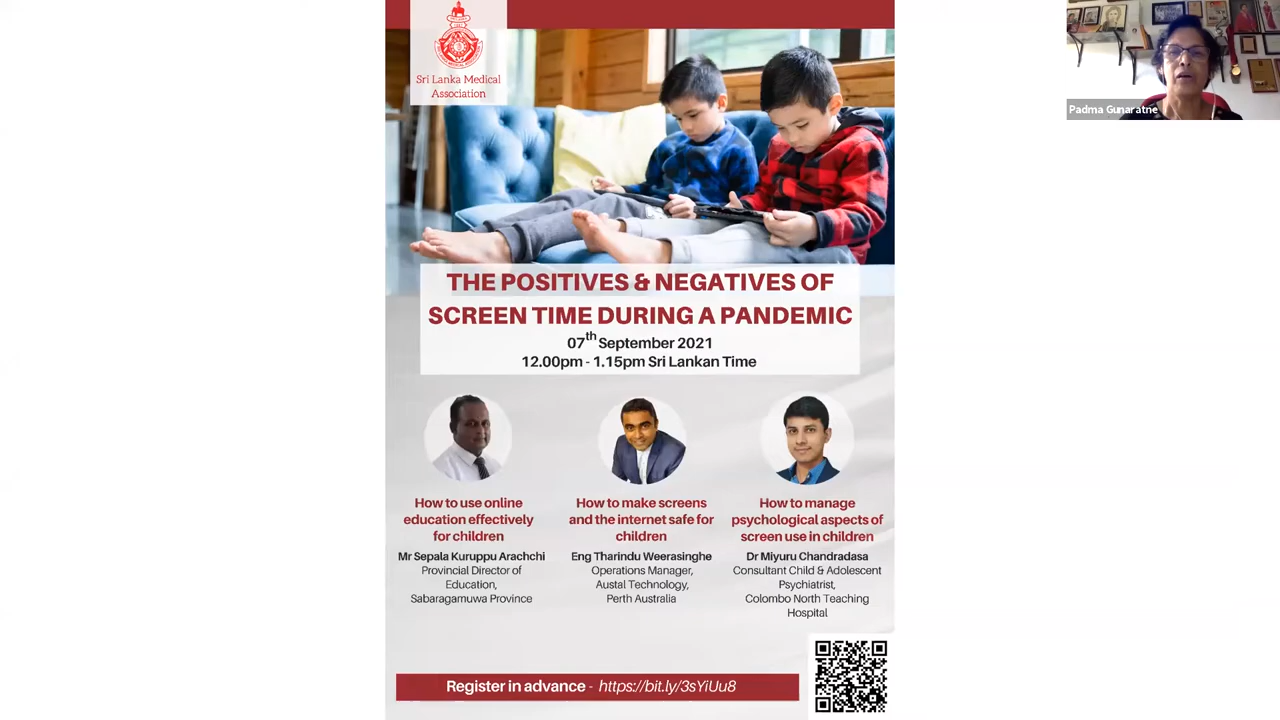 Sri Lanka Medical
Association
Padma Gunaratne
THE POSITIVES & NEGATIVES OF
SCREEN TIME DURING A PANDEMIC
07th September 2021
12.00pm - 1.15pm Sri Lankan Time
How to use online
education effectively
for children
Mr Sepala Kuruppu Arachchi
Provincial Director of
Education,
Sabaragamuwa Province
How to make screens
and the internet safe for
children
Eng Tharindu Weerasinghe
Operations Manager,
Austal Technology,
Perth Australia
How to manage
psychological aspects of
screen use in children
Dr Miyuru Chandradasa
Consultant Child & Adolescent
Psychiatrist,
Colombo North Teaching
Hospital
Register in advance - https://bit.ly/3sYiUu8